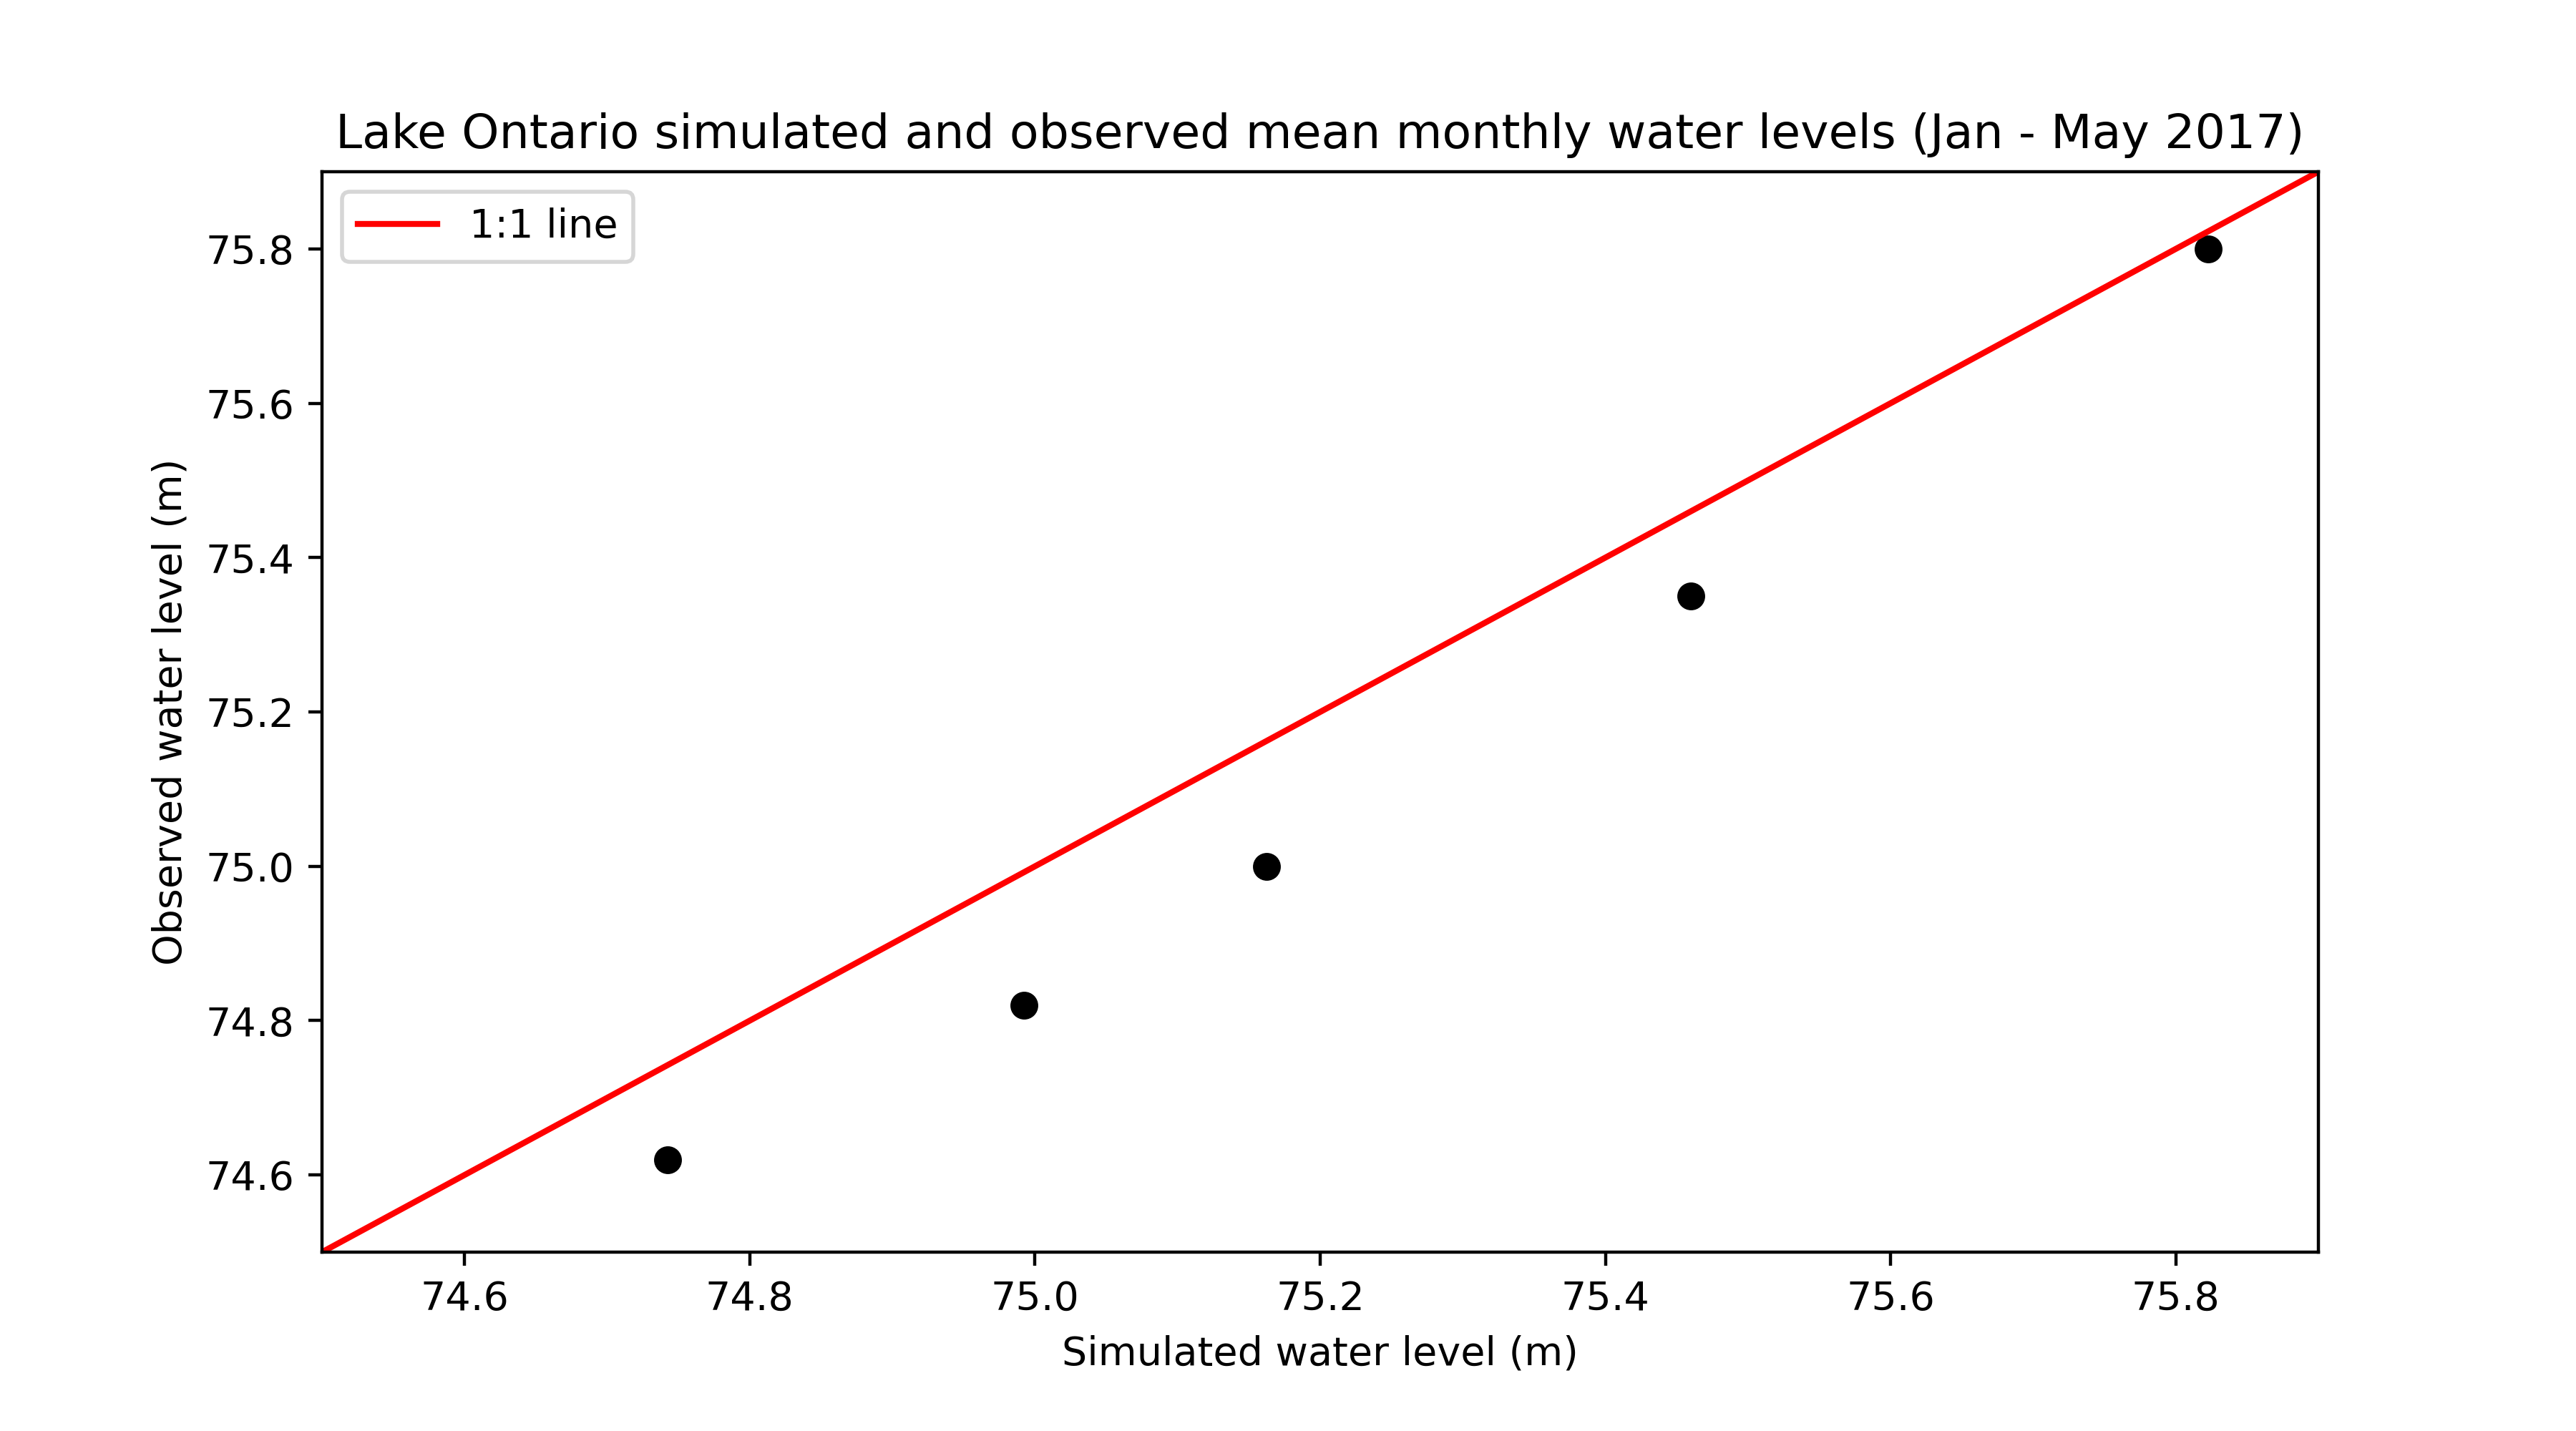 Lake Ontario simulated and observed mean monthly water levels (Jan - May 2017)
1:1 line
Observed water level (m)
75.8
75.6
75.4
75.2
75.0
74.8
74.6
74.6 74.8 75.0 75.2 75.4 75.6 75.8
Simulated water level (m)